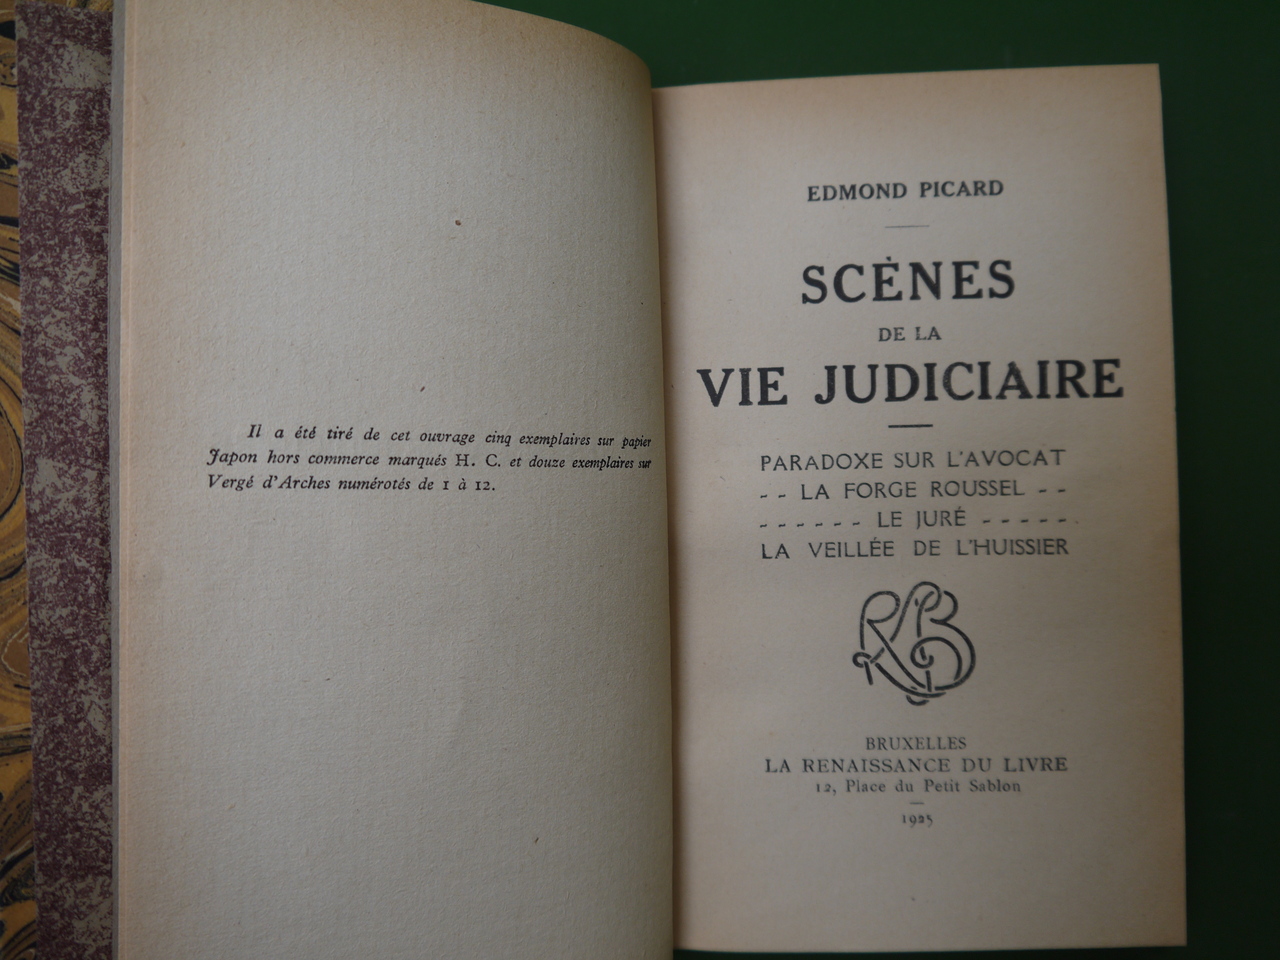 Il a été tiré de cet ouvrage cinq exemplaires sur papier
Japon hors commerce marqués H. C. et douze exemplaires sur
Vergé d'Arches numérotés de 1 à 12.
EDMOND PICARD
SCÈNES
DE LA
VIE JUDICIAIRE
PARADOXE SUR L'AVOCAT
- - LA FORGE ROUSSEL - -
- - - - - - LE JURÉ - - - - -
LA VEILLÉE DE L'HUISSIER
BRUXELLES
LA RENAISSANCE DU LIVRE
12, Place du Petit Sablon
1925